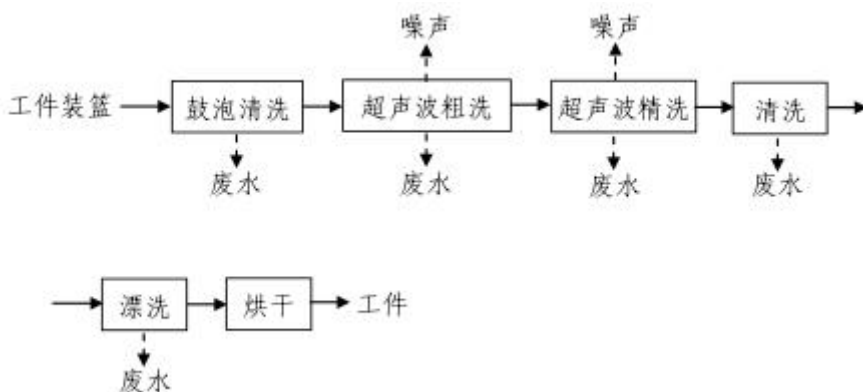 噪声 噪声
工件装篮 鼓泡清洗 超声波粗洗 超声波精洗 清洗
废水 废水 废水 废水
漂洗 烘干 工件
废水